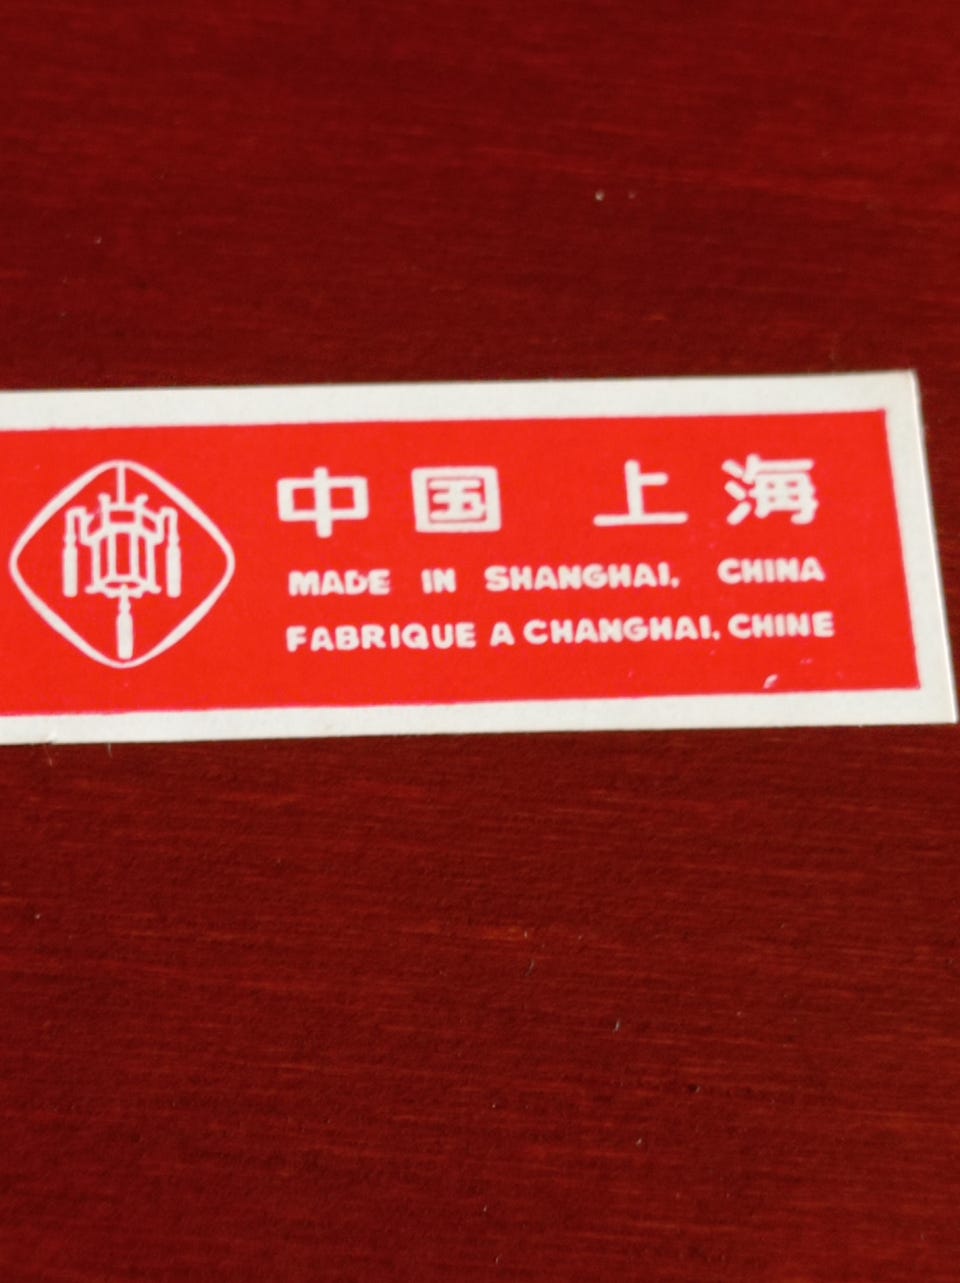 中国 上海
MADE IN SHANGHAI, CHINA
FABRIQUE A CHANGHAI. CHINE